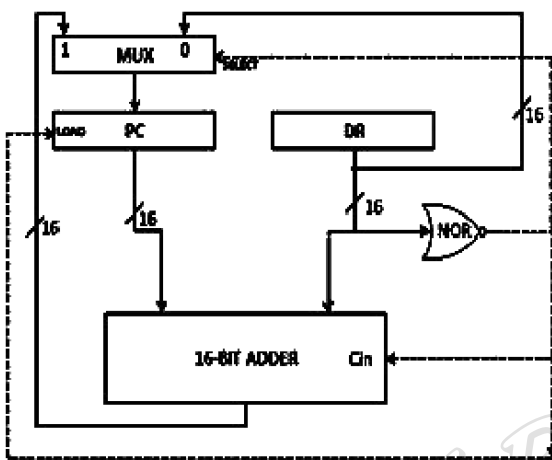 1 MUX 0
SELECT
LOAD PC
DR
16
16
16
16
NOR
16-BIT ADDER Cin